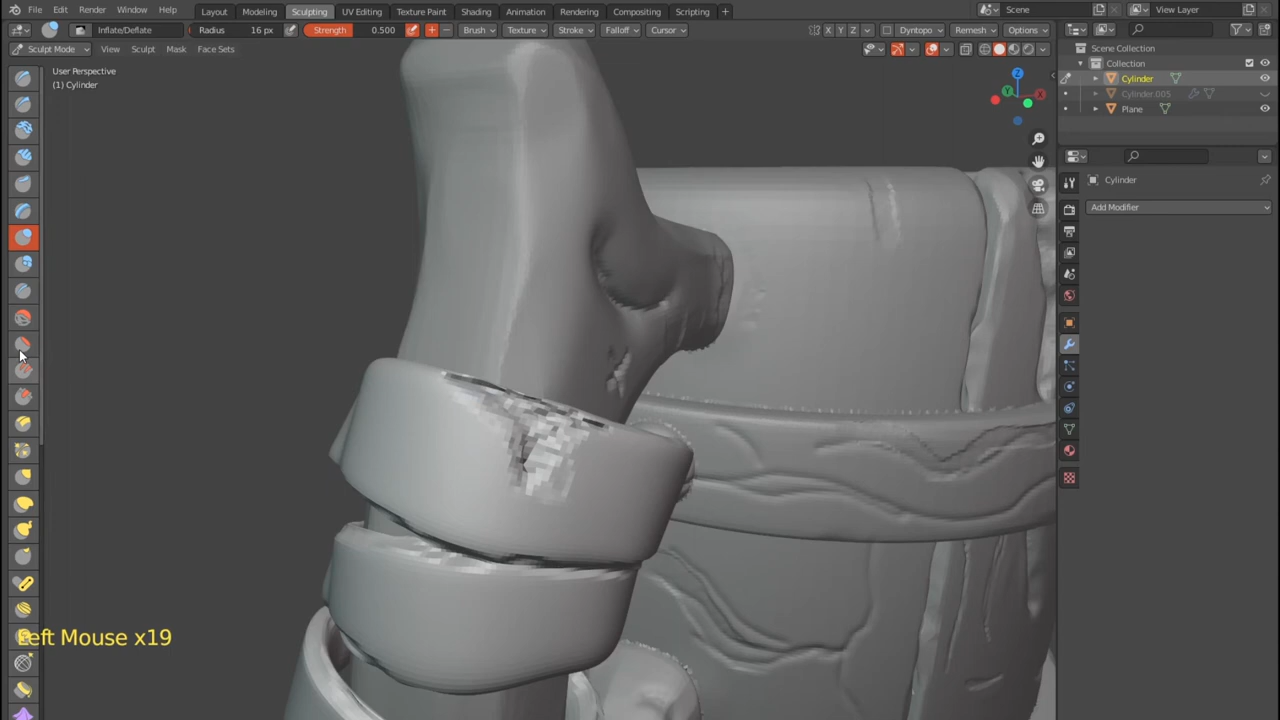 File Edit Render Window Help Layout Modeling Sculpting UV Editing Texture Paint Shading Animation Rendering Compositing Scripting + Scene View Layer
Inflate/Deflate Radius 16 px Strength 0.500 + − Brush Texture Stroke Falloff Cursor X Y Z Dyntopo Remesh Options
Sculpt Mode View Sculpt Mask Face Sets
Scene Collection
Collection
Cylinder
Cylinder.005
Plane
User Perspective
(1) Cylinder
Z
Y
X
Cylinder
Add Modifier
Left Mouse x19